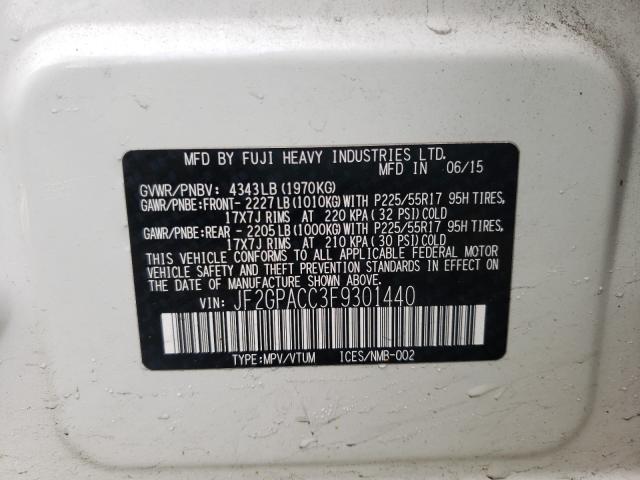 MFD BY FUJI HEAVY INDUSTRIES LTD.
MFD IN 06/15
GVWR/PNBV: 4343LB (1970KG)
GAWR/PNBE:FRONT- 2227LB(1010KG)WITH P225/55R17 95H TIRES,
17X7J RIMS AT 220 KPA(32 PSI)COLD
GAWR/PNBE:REAR - 2205LB(1000KG)WITH P225/55R17 95H TIRES,
17X7J RIMS AT 210 KPA(30 PSI)COLD
THIS VEHICLE CONFORMS TO ALL APPLICABLE FEDERAL MOTOR
VEHICLE SAFETY AND THEFT PREVENTION STANDARDS IN EFFECT ON
THE DATE OF MANUFACTURE SHOWN ABOVE.
VIN: JF2GPACC3F9301440
TYPE:MPV/VTUM ICES/NMB-002